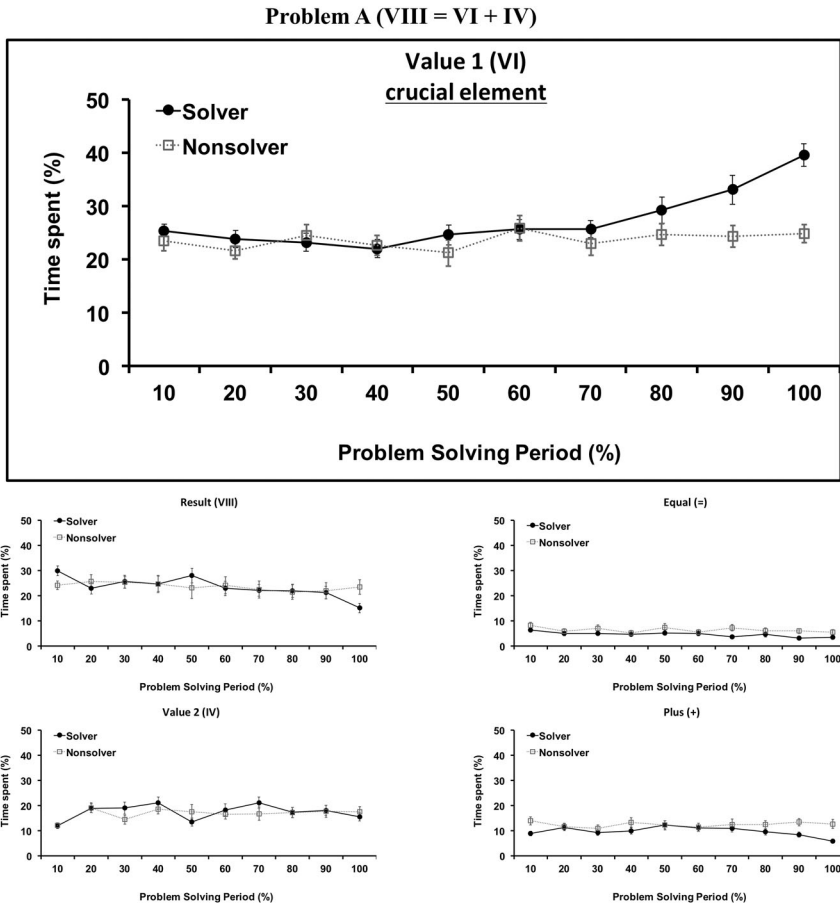 Problem A (VIII = VI + IV)
Value 1 (VI)
crucial element
Solver
Nonsolver
Time spent (%)
50
40
30
20
10
0
10 20 30 40 50 60 70 80 90 100
Problem Solving Period (%)
Result (VIII)
Solver
Nonsolver
Time spent (%)
50
40
30
20
10
0
10 20 30 40 50 60 70 80 90 100
Problem Solving Period (%)
Equal (=)
Solver
Nonsolver
Time spent (%)
50
40
30
20
10
0
10 20 30 40 50 60 70 80 90 100
Problem Solving Period (%)
Value 2 (IV)
Solver
Nonsolver
Time spent (%)
50
40
30
20
10
0
10 20 30 40 50 60 70 80 90 100
Problem Solving Period (%)
Plus (+)
Solver
Nonsolver
Time spent (%)
50
40
30
20
10
0
10 20 30 40 50 60 70 80 90 100
Problem Solving Period (%)